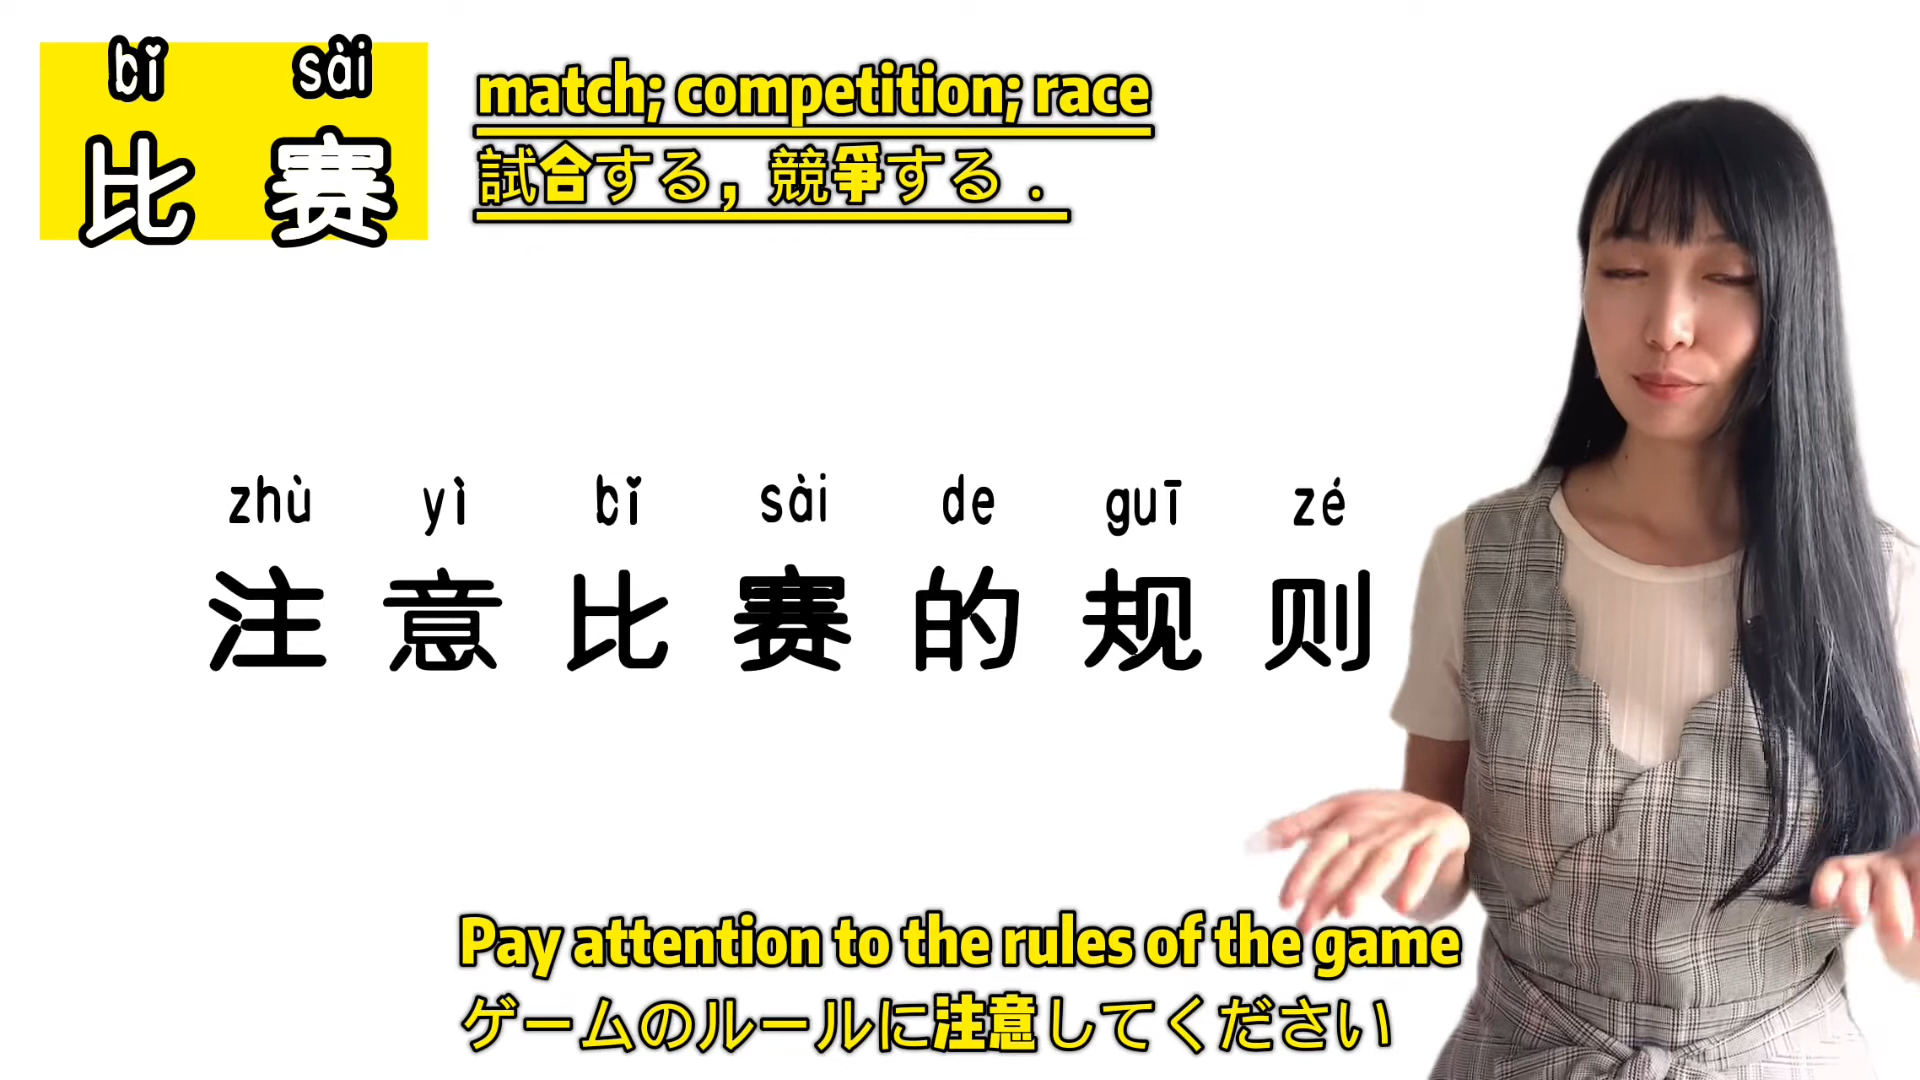 bǐ sài
比赛
match; competition; race
試合する，競爭する．
zhù yì bǐ sài de guī zé
注意比赛的规则
Pay attention to the rules of the game
ゲームのルールに注意してください